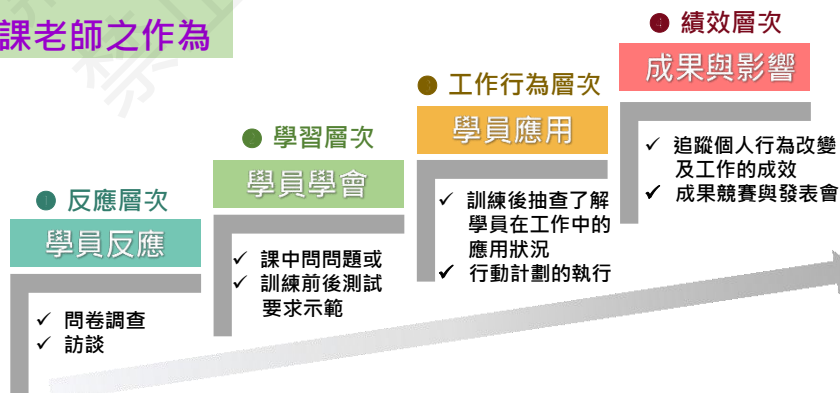 課老師之作為
❶ 反應層次
學員反應
✓ 問卷調查
✓ 訪談
❷ 學習層次
學員學會
✓ 課中問問題或
✓ 訓練前後測試
要求示範
❸ 工作行為層次
學員應用
✓ 訓練後抽查了解
學員在工作中的
應用狀況
✓ 行動計劃的執行
❹ 績效層次
成果與影響
✓ 追蹤個人行為改變
及工作的成效
✓ 成果競賽與發表會